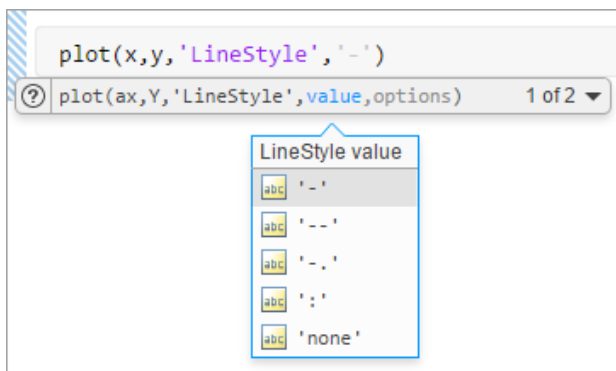 plot(x,y,'LineStyle','-')
? plot(ax,Y,'LineStyle',value,options) 1 of 2
LineStyle value
abc '-'
abc '--'
abc '-.'
abc ':'
abc 'none'